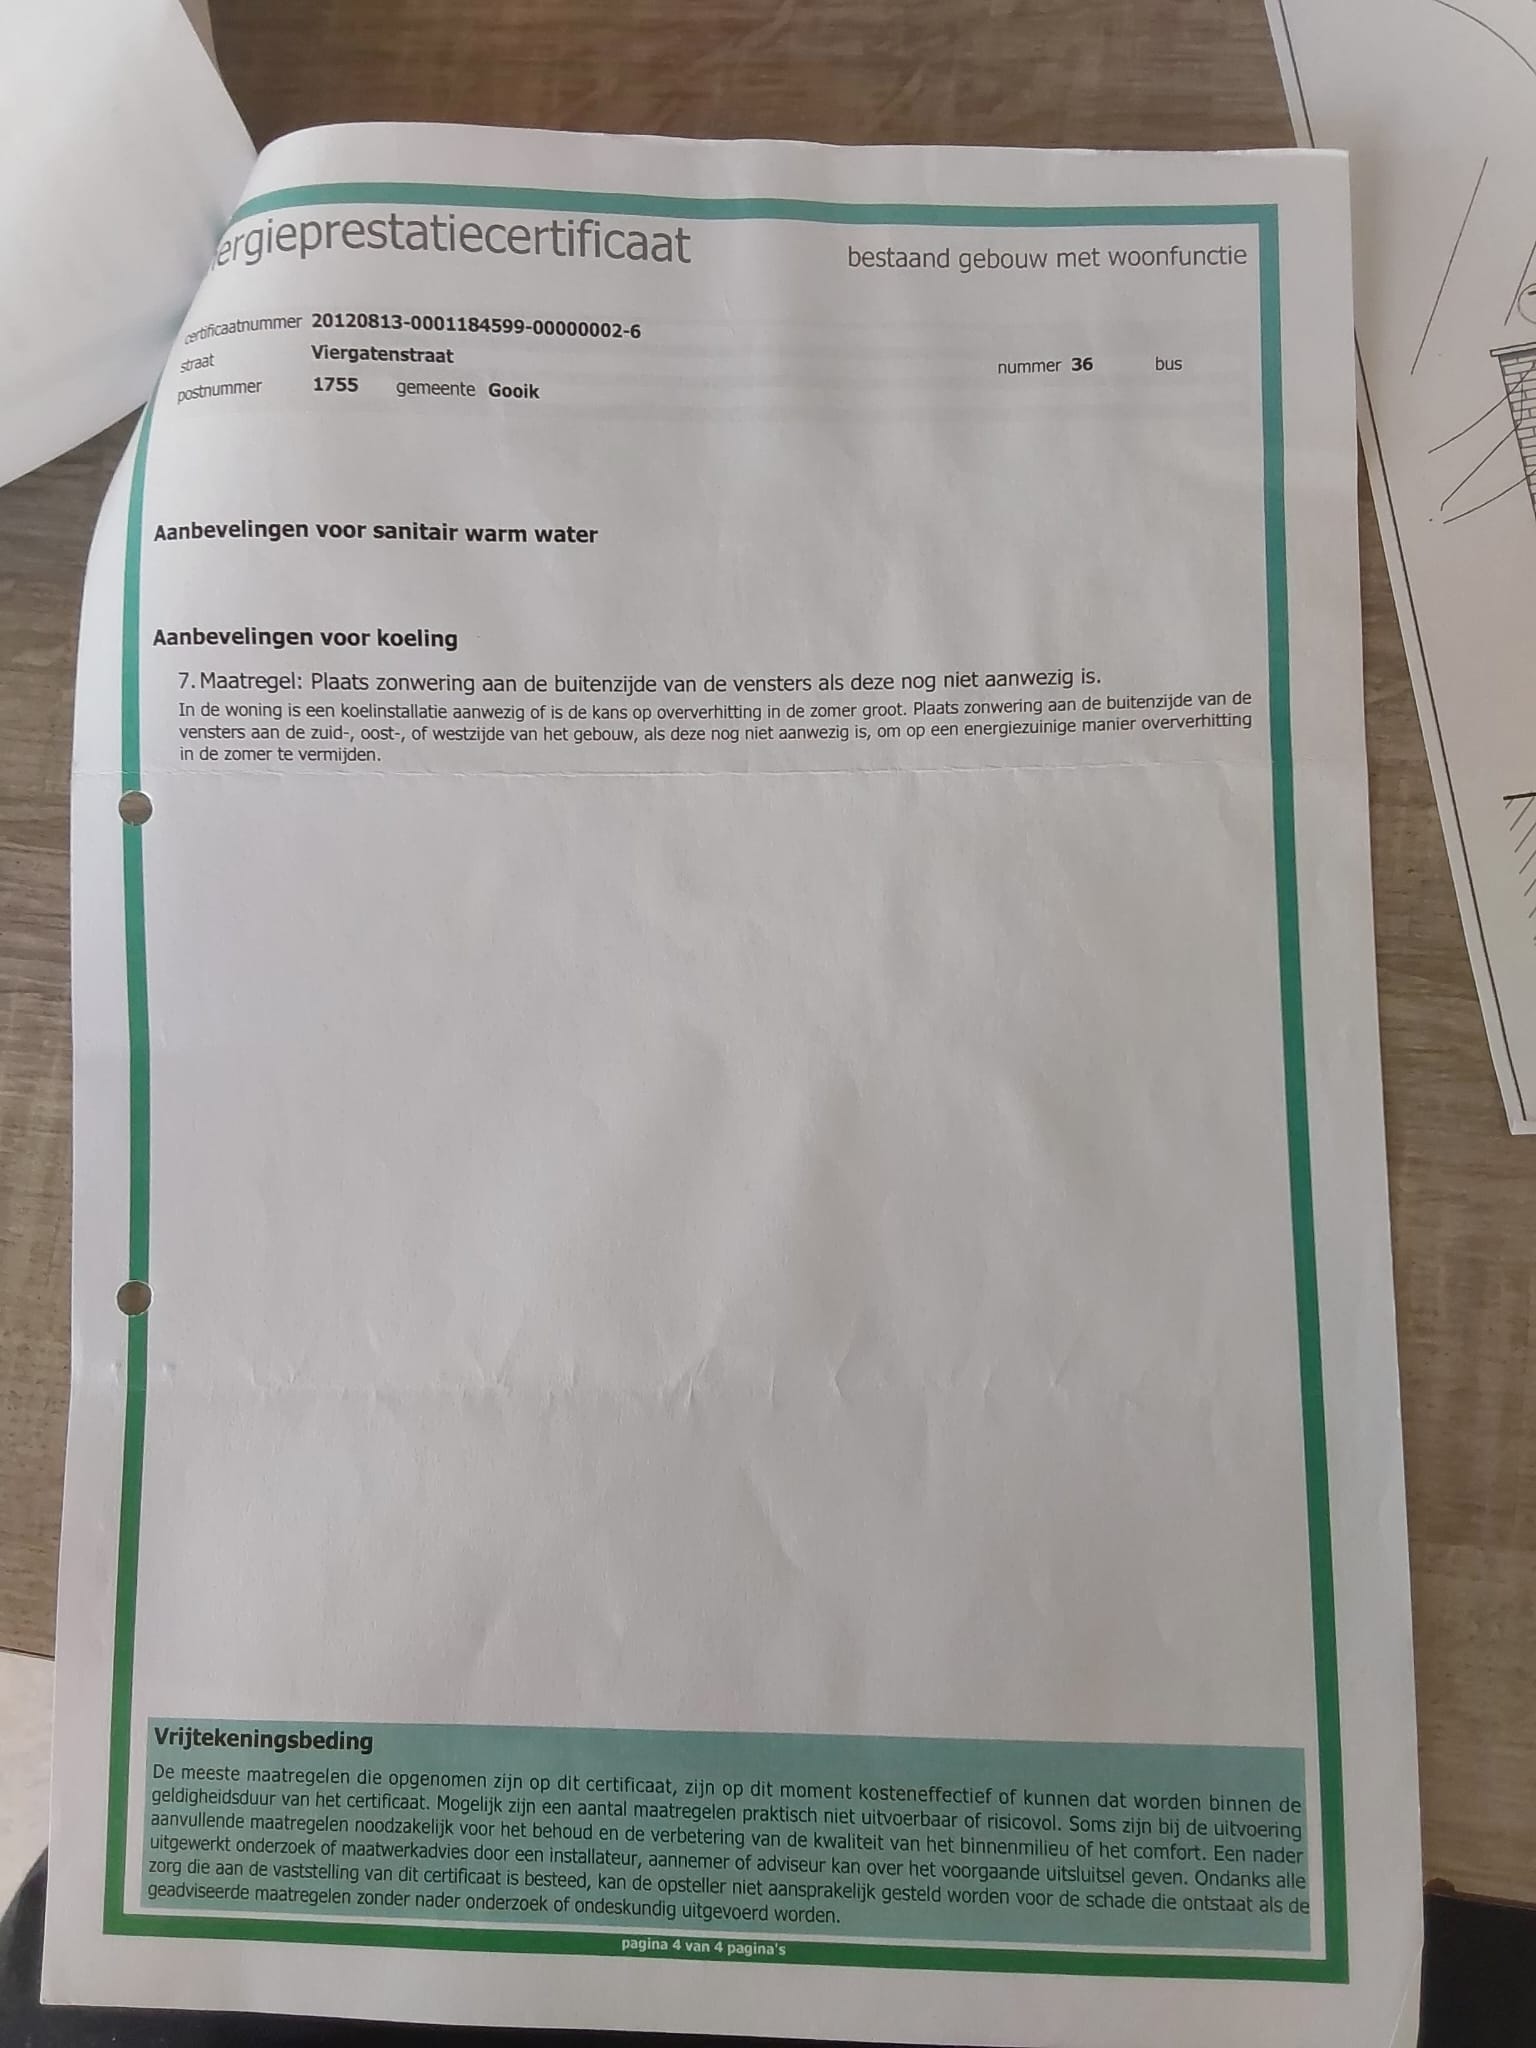 ergieprestatiecertificaat
bestaand gebouw met woonfunctie
certificaatnummer 20120813-0001184599-00000002-6
straat Viergatenstraat nummer 36 bus
postnummer 1755 gemeente Gooik
Aanbevelingen voor sanitair warm water
Aanbevelingen voor koeling
7. Maatregel: Plaats zonwering aan de buitenzijde van de vensters als deze nog niet aanwezig is.
In de woning is een koelinstallatie aanwezig of is de kans op oververhitting in de zomer groot. Plaats zonwering aan de buitenzijde van de
vensters aan de zuid-, oost-, of westzijde van het gebouw, als deze nog niet aanwezig is, om op een energiezuinige manier oververhitting
in de zomer te vermijden.
Vrijtekeningsbeding
De meeste maatregelen die opgenomen zijn op dit certificaat, zijn op dit moment kosteneffectief of kunnen dat worden binnen de
geldigheidsduur van het certificaat. Mogelijk zijn een aantal maatregelen praktisch niet uitvoerbaar of risicovol. Soms zijn bij de uitvoering
aanvullende maatregelen noodzakelijk voor het behoud en de verbetering van de kwaliteit van het binnenmilieu of het comfort. Een nader
uitgewerkt onderzoek of maatwerkadvies door een installateur, aannemer of adviseur kan over het voorgaande uitsluitsel geven. Ondanks alle
zorg die aan de vaststelling van dit certificaat is besteed, kan de opsteller niet aansprakelijk gesteld worden voor de schade die ontstaat als de
geadviseerde maatregelen zonder nader onderzoek of ondeskundig uitgevoerd worden.
pagina 4 van 4 pagina's